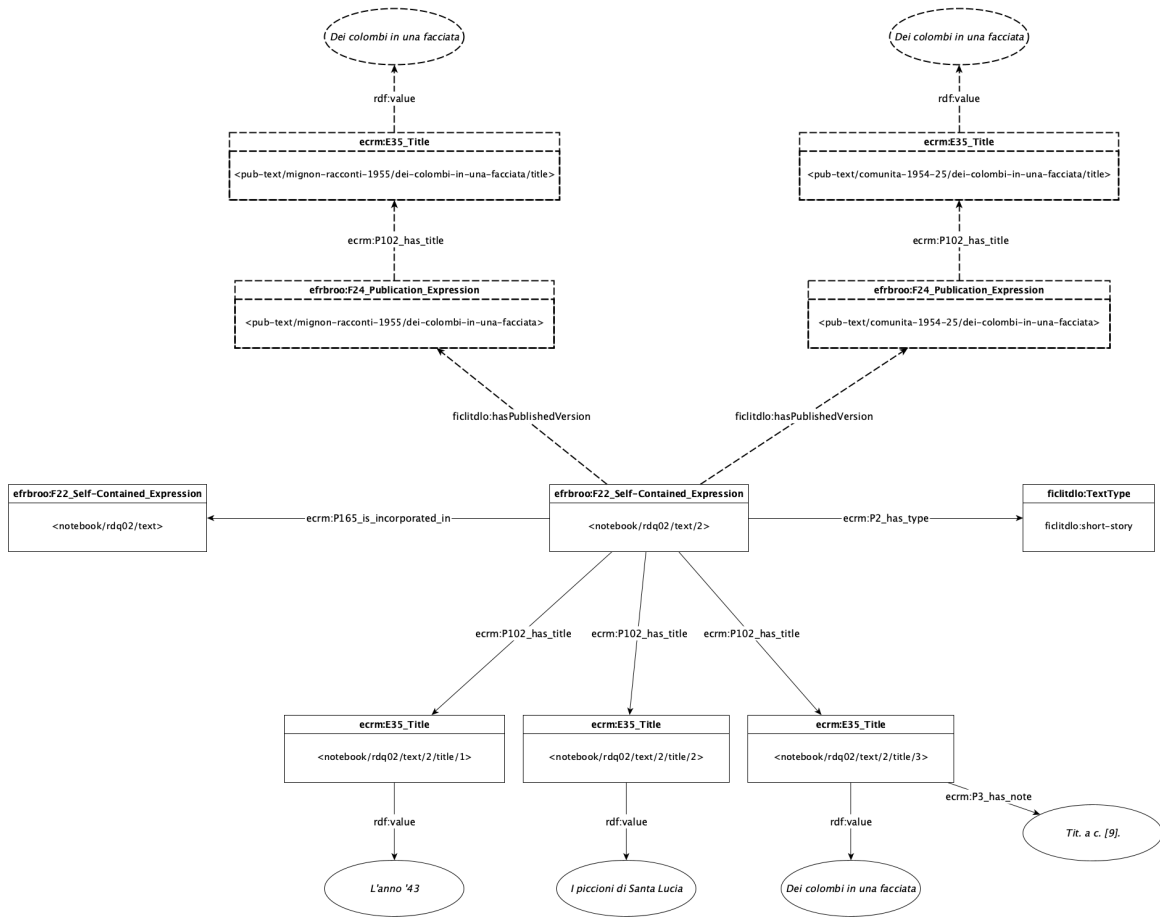 Dei colombi in una facciata
Dei colombi in una facciata
rdf:value
rdf:value
ecrm:E35_Title
<pub-text/mignon-racconti-1955/dei-colombi-in-una-facciata/title>
ecrm:E35_Title
<pub-text/comunita-1954-25/dei-colombi-in-una-facciata/title>
ecrm:P102_has_title
ecrm:P102_has_title
efrbroo:F24_Publication_Expression
<pub-text/mignon-racconti-1955/dei-colombi-in-una-facciata>
efrbroo:F24_Publication_Expression
<pub-text/comunita-1954-25/dei-colombi-in-una-facciata>
ficlitdlo:hasPublishedVersion
ficlitdlo:hasPublishedVersion
efrbroo:F22_Self-Contained_Expression
<notebook/rdq02/text>
ecrm:P165_is_incorporated_in
efrbroo:F22_Self-Contained_Expression
<notebook/rdq02/text/2>
ecrm:P2_has_type
ficlitdlo:TextType
ficlitdlo:short-story
ecrm:P102_has_title
ecrm:P102_has_title
ecrm:P102_has_title
ecrm:E35_Title
<notebook/rdq02/text/2/title/1>
ecrm:E35_Title
<notebook/rdq02/text/2/title/2>
ecrm:E35_Title
<notebook/rdq02/text/2/title/3>
ecrm:P3_has_note
rdf:value
rdf:value
rdf:value
Tit. a c. [9].
L'anno '43
I piccioni di Santa Lucia
Dei colombi in una facciata